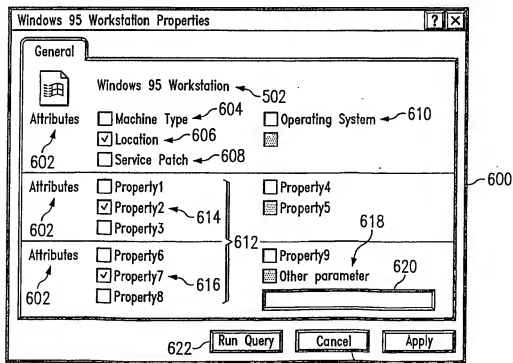 Windows 95 Workstation Properties ? ×
General
Windows 95 Workstation 502
Attributes Machine Type 604 Operating System 610
602 Location 606
Service Patch 608
600
Attributes Property1 Property4
602 Property2 614 Property5
Property3 612 618
Attributes Property6 Property9
602 Property7 616 Other parameter 620
Property8
622 Run Query Cancel Apply